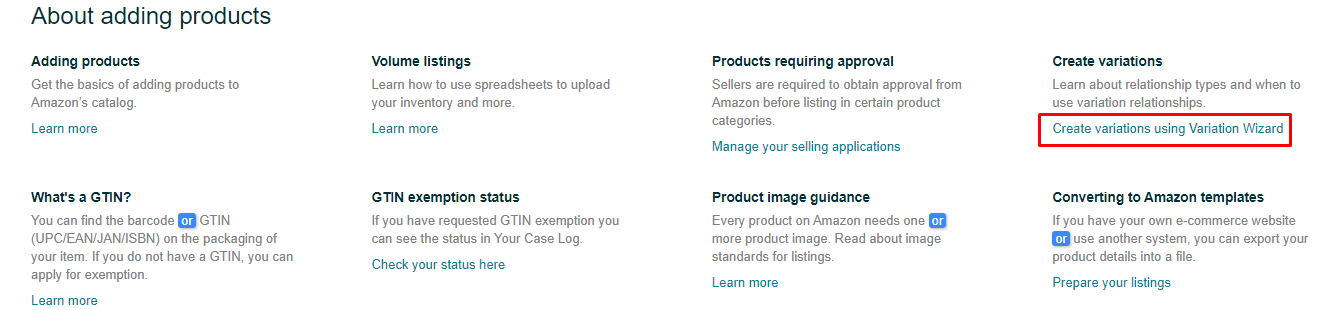 About adding products
Adding products
Get the basics of adding products to
Amazon's catalog.
Learn more
Volume listings
Learn how to use spreadsheets to upload
your inventory and more.
Learn more
Products requiring approval
Sellers are required to obtain approval from
Amazon before listing in certain product
categories.
Manage your selling applications
Create variations
Learn about relationship types and when to
use variation relationships.
Create variations using Variation Wizard
What's a GTIN?
You can find the barcode or GTIN
(UPC/EAN/JAN/ISBN) on the packaging of
your item. If you do not have a GTIN, you can
apply for exemption.
Learn more
GTIN exemption status
If you have requested GTIN exemption you
can see the status in Your Case Log.
Check your status here
Product image guidance
Every product on Amazon needs one or
more product image. Read about image
standards for listings.
Learn more
Converting to Amazon templates
If you have your own e-commerce website
or use another system, you can export your
product details into a file.
Prepare your listings